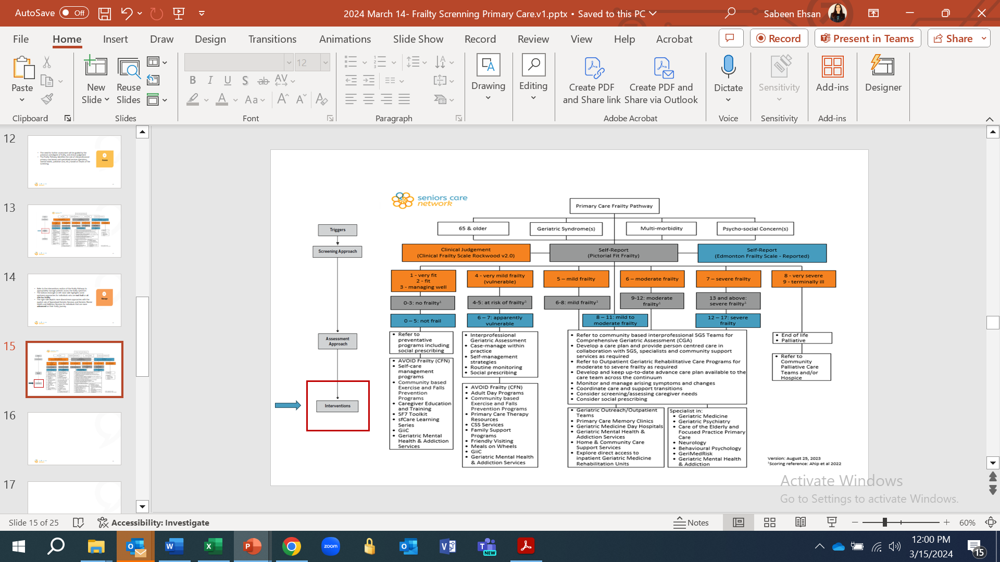 AutoSave Off
2024 March 14- Frailty Screnning Primary Care.v1.pptx • Saved to this PC
Sabeen Ehsan
File Home Insert Draw Design Transitions Animations Slide Show Record Review View Help Acrobat
Record Present in Teams Share
Paste
New Slide
Reuse Slides
12
Drawing
Editing
Create PDF and Share link
Create PDF and Share via Outlook
Dictate
Sensitivity
Add-ins
Designer
Clipboard Slides Font Paragraph Adobe Acrobat Voice Sensitivity Add-ins
12
13
14
15
16
17
seniors care
network
Primary Care Frailty Pathway
Triggers
65 & older
Geriatric Syndrome(s)
Multi-morbidity
Psycho-social Concern(s)
Screening Approach
Clinical Judgement
(Clinical Frailty Scale Rockwood v2.0)
Self-Report
(Pictorial Fit Frailty)
Self-Report
(Edmonton Frailty Scale - Reported)
1 - very fit
2 - fit
3 - managing well
4 - very mild frailty
(vulnerable)
5 – mild frailty
6 – moderate frailty
7 – severe frailty
8 - very severe
9 - terminally ill
0-3: no frailty¹
4-5: at risk of frailty¹
6-8: mild frailty¹
9-12: moderate
frailty¹
13 and above:
severe frailty¹
0 – 5: not frail
6 – 7: apparently
vulnerable
8 – 11: mild to
moderate frailty
12 – 17: severe
frailty
Assessment
Approach
• Refer to
preventative
programs including
social prescribing
• Interprofessional
Geriatric Assessment
• Case-manage within
practice
• Self-management
strategies
• Routine monitoring
• Social prescribing
• Refer to community based interprofessional SGS Teams for
Comprehensive Geriatric Assessment (CGA)
• Develop a care plan and provide person centred care in
collaboration with SGS, specialists and community support
services as required
• Refer to Outpatient Geriatric Rehabilitative Care Programs for
moderate to severe frailty as required
• Develop and keep up-to-date advance care plan available to the
care team across the continuum
• Monitor and manage arising symptoms and changes
• Coordinate care and support transitions
• Consider screening/assessing caregiver needs
• Consider social prescribing
• End of life
• Palliative
• Refer to
Community
Palliative Care
Teams and/or
Hospice
Interventions
• AVOID Frailty (CFN)
• Self-care
management
programs
• Community based
Exercise and Falls
Prevention
Programs
• Caregiver Education
and Training
• SF7 Toolkit
• sfCare Learning
Series
• GiiC
• Geriatric Mental
Health & Addiction
Services
• AVOID Frailty (CFN)
• Adult Day Programs
• Community based
Exercise and Falls
Prevention Programs
• Primary Care Therapy
Resources
• CSS Services
• Family Support
Programs
• Friendly Visiting
• Meals on Wheels
• GiiC
• Geriatric Mental Health
& Addiction Services
• Geriatric Outreach/Outpatient
Teams
• Primary Care Memory Clinics
• Geriatric Medicine Day Hospitals
• Geriatric Mental Health &
Addiction Services
• Home & Community Care
Support Services
• Explore direct access to
inpatient Geriatric Medicine
Rehabilitation Units
Specialist in:
• Geriatric Medicine
• Geriatric Psychiatry
• Care of the Elderly and
Focused Practice Primary
Care
• Neurology
• Behavioural Psychology
• GeriMedRisk
• Geriatric Mental Health
& Addiction
Version: August 25, 2023
¹Scoring reference: Ahip et al 2022
Activate Windows
Go to Settings to activate Windows.
Slide 15 of 25 Accessibility: Investigate Notes 60%
12:00 PM
3/15/2024
15